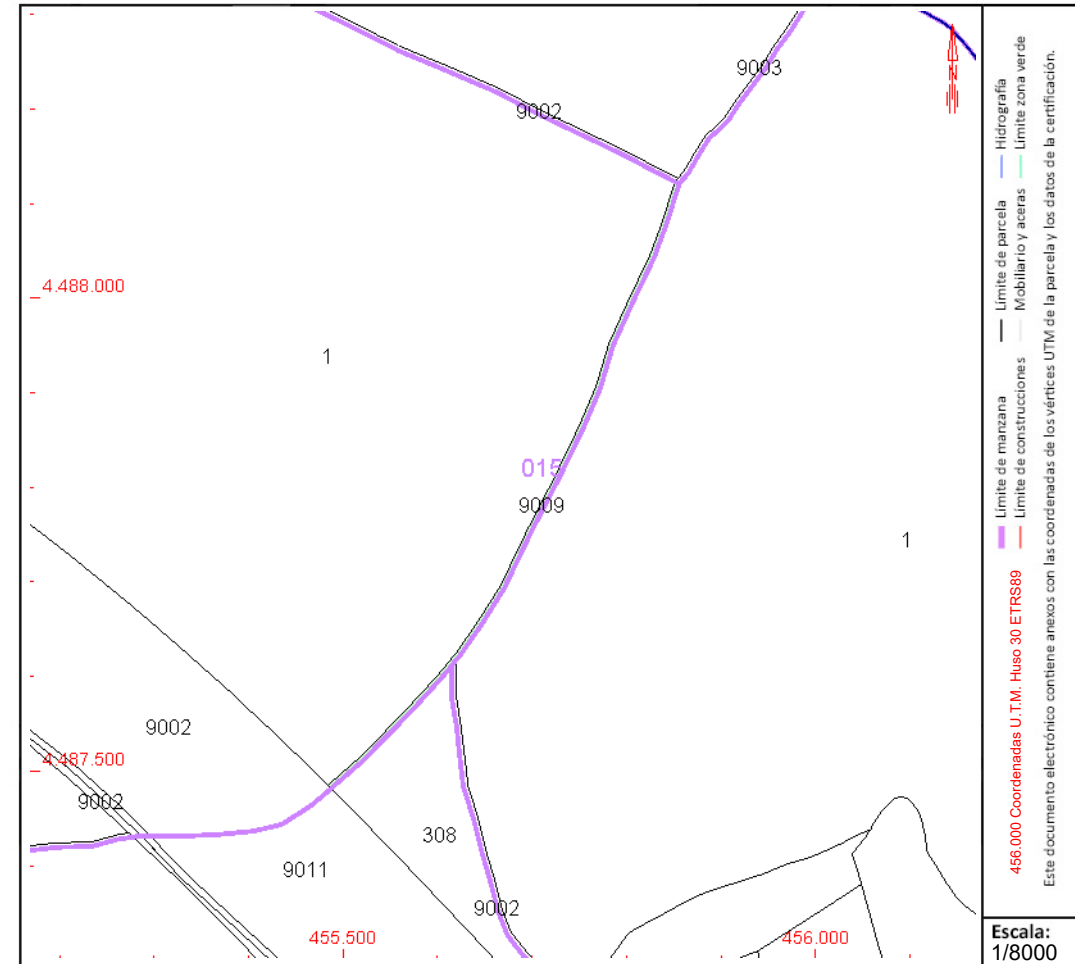 9003
9002
4.488.000
1
015
9009
1
9002
4.487.500
9002
308
9011
9002
455.500
456.000
N
Límite de manzana
Límite de parcela
Hidrografía
456.000 Coordenadas U.T.M. Huso 30 ETRS89
Límite de construcciones
Mobiliario y aceras
Límite zona verde
Este documento electrónico contiene anexos con las coordenadas de los vértices UTM de la parcela y los datos de la certificación.
Escala:
1/8000